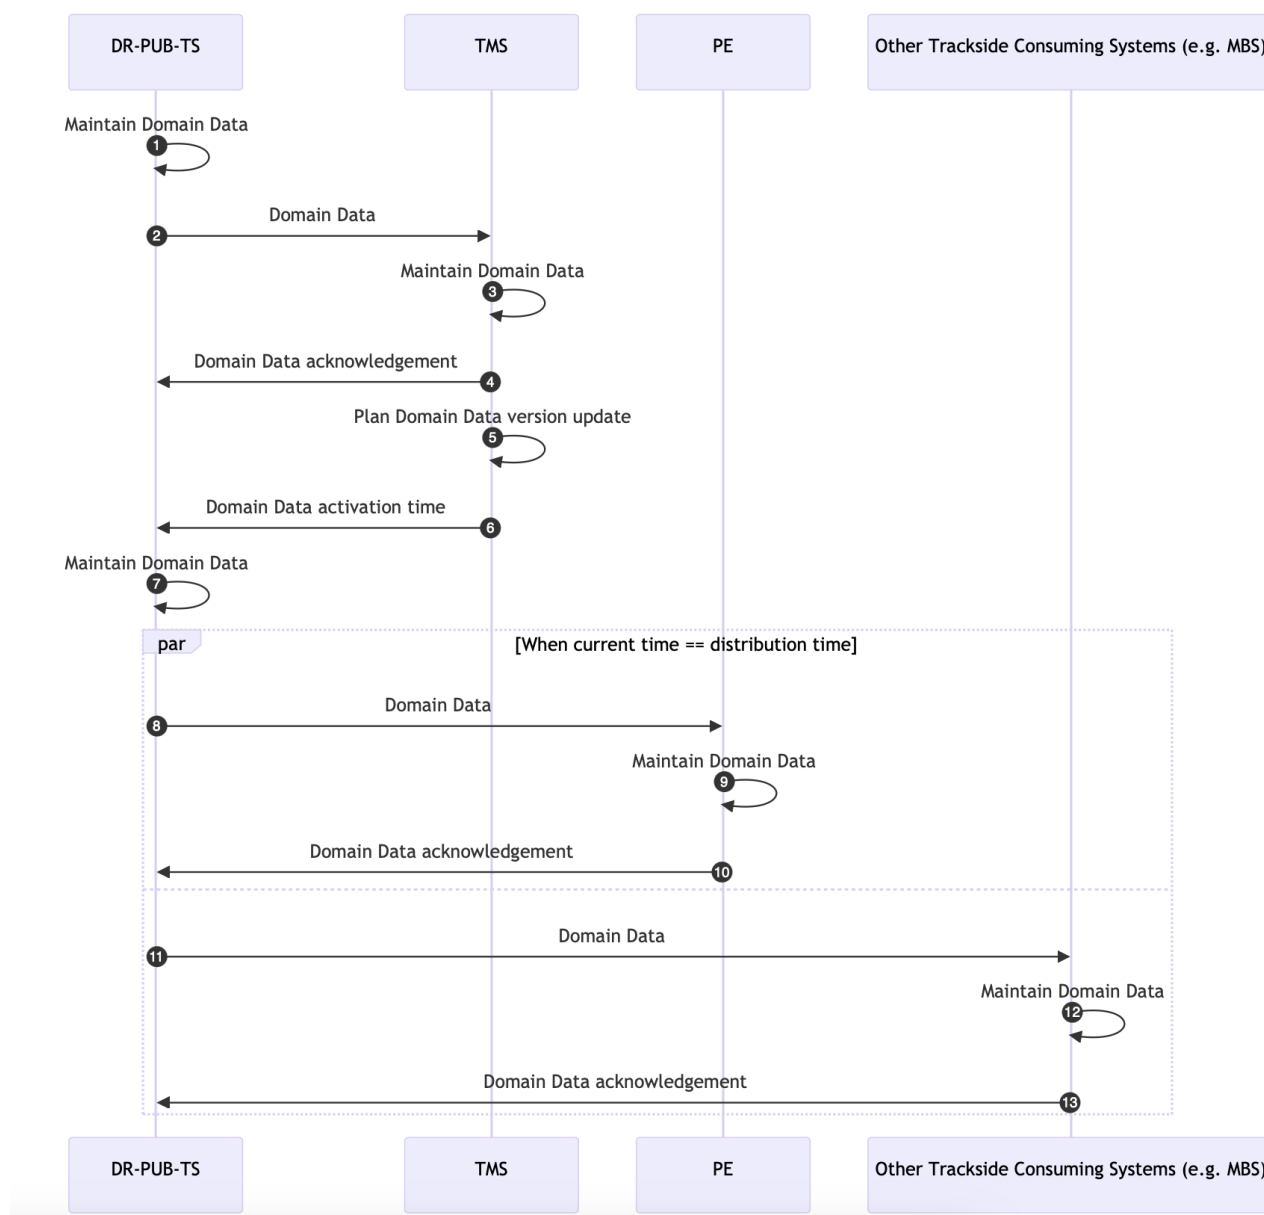 DR-PUB-TS
TMS
PE
Other Trackside Consuming Systems (e.g. MBS)
Maintain Domain Data
1
Domain Data
2
Maintain Domain Data
3
Domain Data acknowledgement
4
Plan Domain Data version update
5
Domain Data activation time
6
Maintain Domain Data
7
par
[When current time == distribution time]
Domain Data
8
Maintain Domain Data
9
Domain Data acknowledgement
10
Domain Data
11
Maintain Domain Data
12
Domain Data acknowledgement
13
DR-PUB-TS
TMS
PE
Other Trackside Consuming Systems (e.g. MBS)